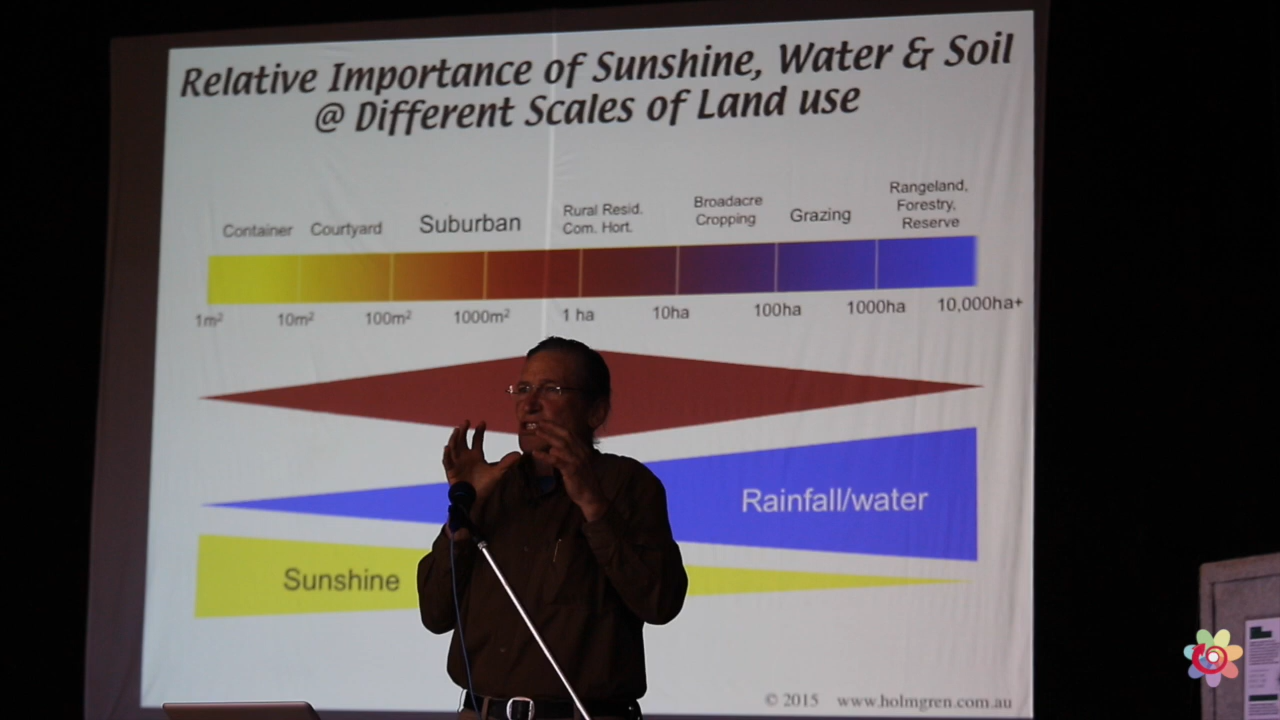 Relative Importance of Sunshine, Water & Soil
@ Different Scales of Land use
Container
Courtyard
Suburban
Rural Resid.
Com. Hort.
Broadacre
Cropping
Grazing
Rangeland,
Forestry,
Reserve
1m²
10m²
100m²
1000m²
1 ha
10ha
100ha
1000ha
10,000ha+
Rainfall/water
Sunshine
© 2015 www.holmgren.com.au